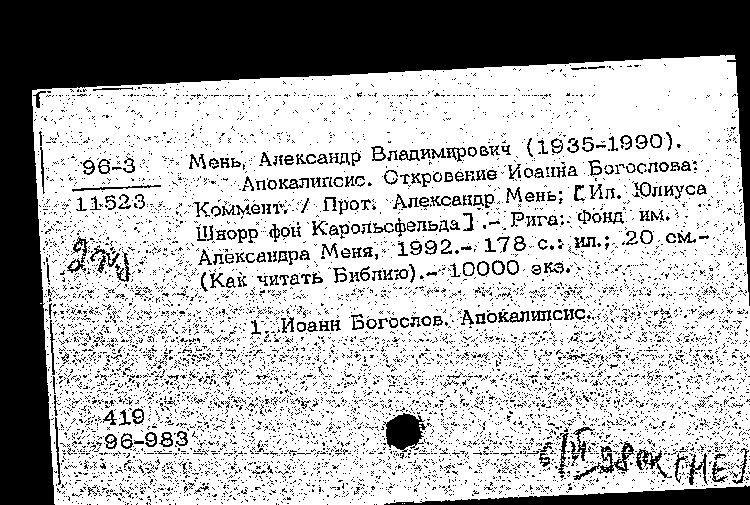 96-3
11523
Мень, Александр Владимирович (1935-1990).
Апокалипсис. Откровение Иоанна Богослова:
Коммент. / Прот. Александр Мень; [Ил. Юлиуса
Шнорр фон Карольсфельда].- Рига: Фонд им.
Александра Меня, 1992.- 178 с.: ил.; 20 см.-
(Как читать Библию).- 10000 экз.
1. Иоанн Богослов. Апокалипсис.
419
96-983
[МЕ]